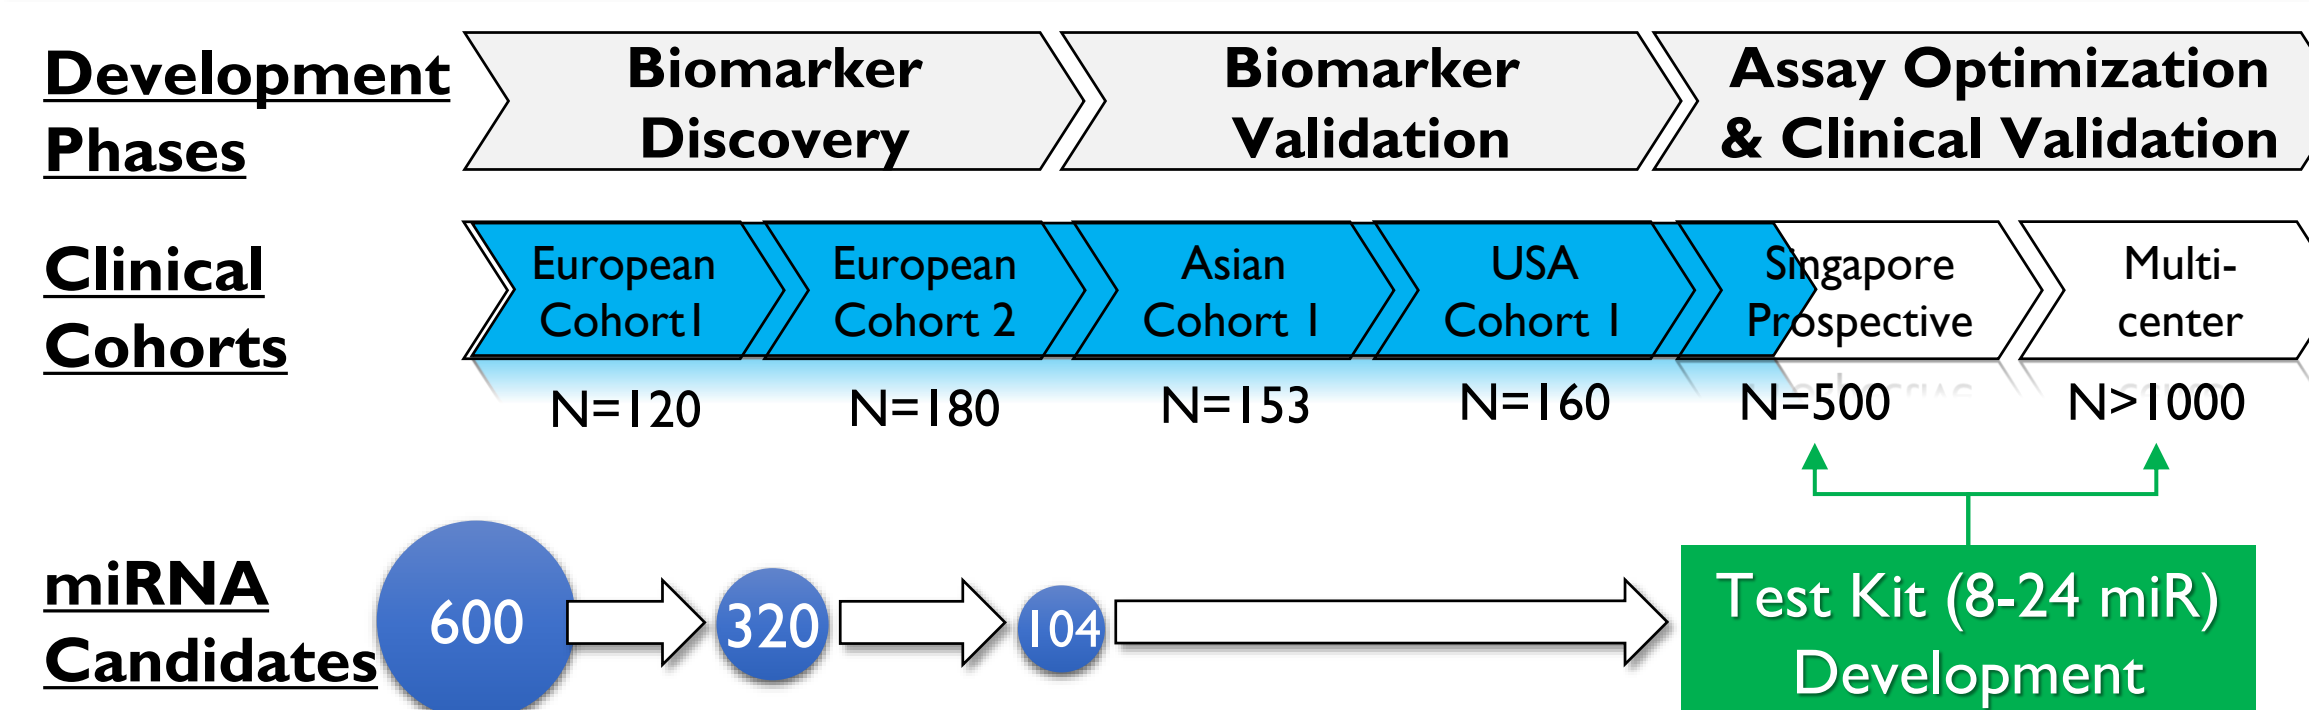 Development
Phases
Biomarker
Discovery
Biomarker
Validation
Assay Optimization
& Clinical Validation
Clinical
Cohorts
European
Cohort1
European
Cohort 2
Asian
Cohort 1
USA
Cohort 1
Singapore
Prospective
Multi-
center
N=120
N=180
N=153
N=160
N=500
N>1000
miRNA
Candidates
600
320
104
Test Kit (8-24 miR)
Development